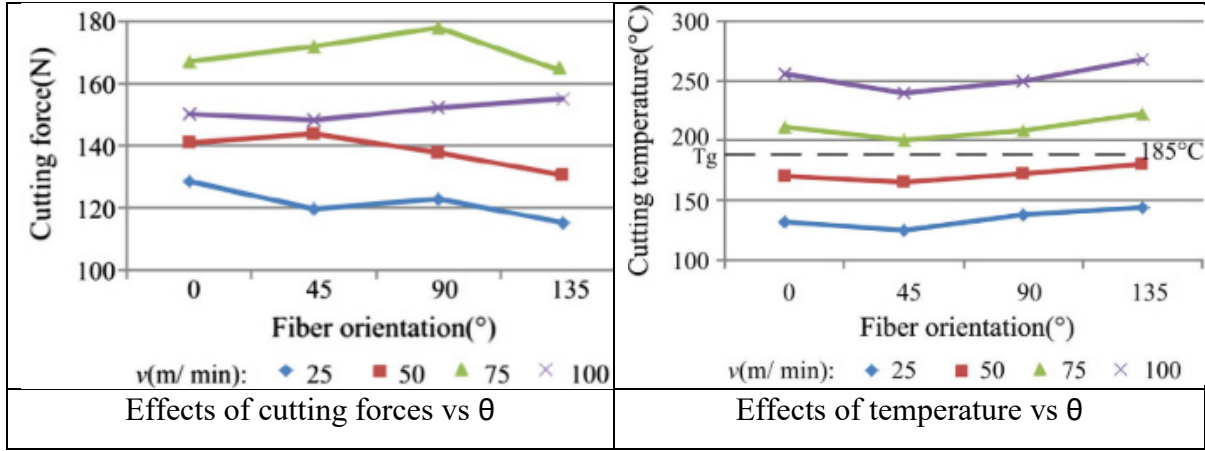 Cutting force(N)
180
160
140
120
100
0 45 90 135
Fiber orientation(°)
v(m/ min): 25 50 75 100
Effects of cutting forces vs θ
Cutting temperature(°C)
300
250
200
150
100
Tg
185°C
0 45 90 135
Fiber orientation(°)
v(m/ min): 25 50 75 100
Effects of temperature vs θ